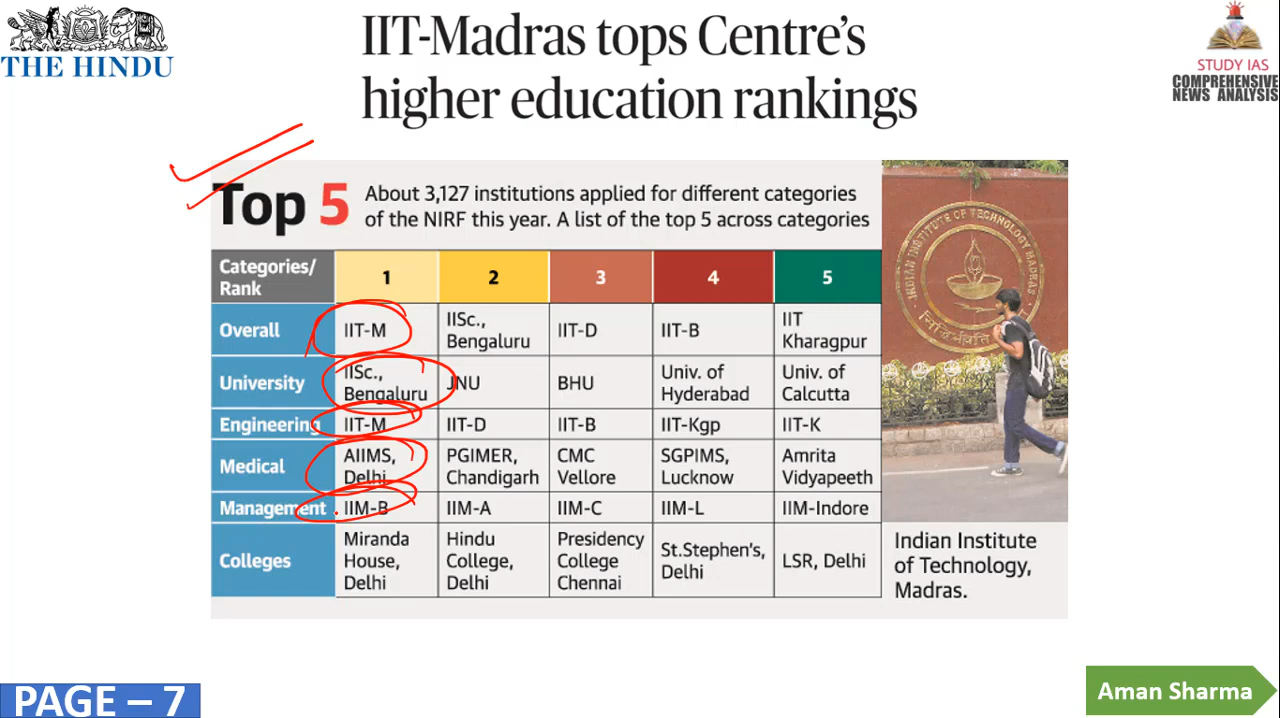 THE HINDU
IIT-Madras tops Centre's
higher education rankings
STUDY IAS
COMPREHENSIVE
NEWS ANALYSIS
Top 5
About 3,127 institutions applied for different categories
of the NIRF this year. A list of the top 5 across categories
Categories/
Rank
1
2
3
4
5
Overall
IIT-M
IISc.,
Bengaluru
IIT-D
IIT-B
IIT
Kharagpur
University
IISc.,
Bengaluru
JNU
BHU
Univ. of
Hyderabad
Univ. of
Calcutta
Engineering
IIT-M
IIT-D
IIT-B
IIT-Kgp
IIT-K
Medical
AIIMS,
Delhi
PGIMER,
Chandigarh
CMC
Vellore
SGPIMS,
Lucknow
Amrita
Vidyapeeth
Management
IIM-B
IIM-A
IIM-C
IIM-L
IIM-Indore
Colleges
Miranda
House,
Delhi
Hindu
College,
Delhi
Presidency
College
Chennai
St.Stephen's,
Delhi
LSR, Delhi
INDIAN INSTITUTE OF TECHNOLOGY MADRAS
Indian Institute
of Technology,
Madras.
PAGE – 7
Aman Sharma